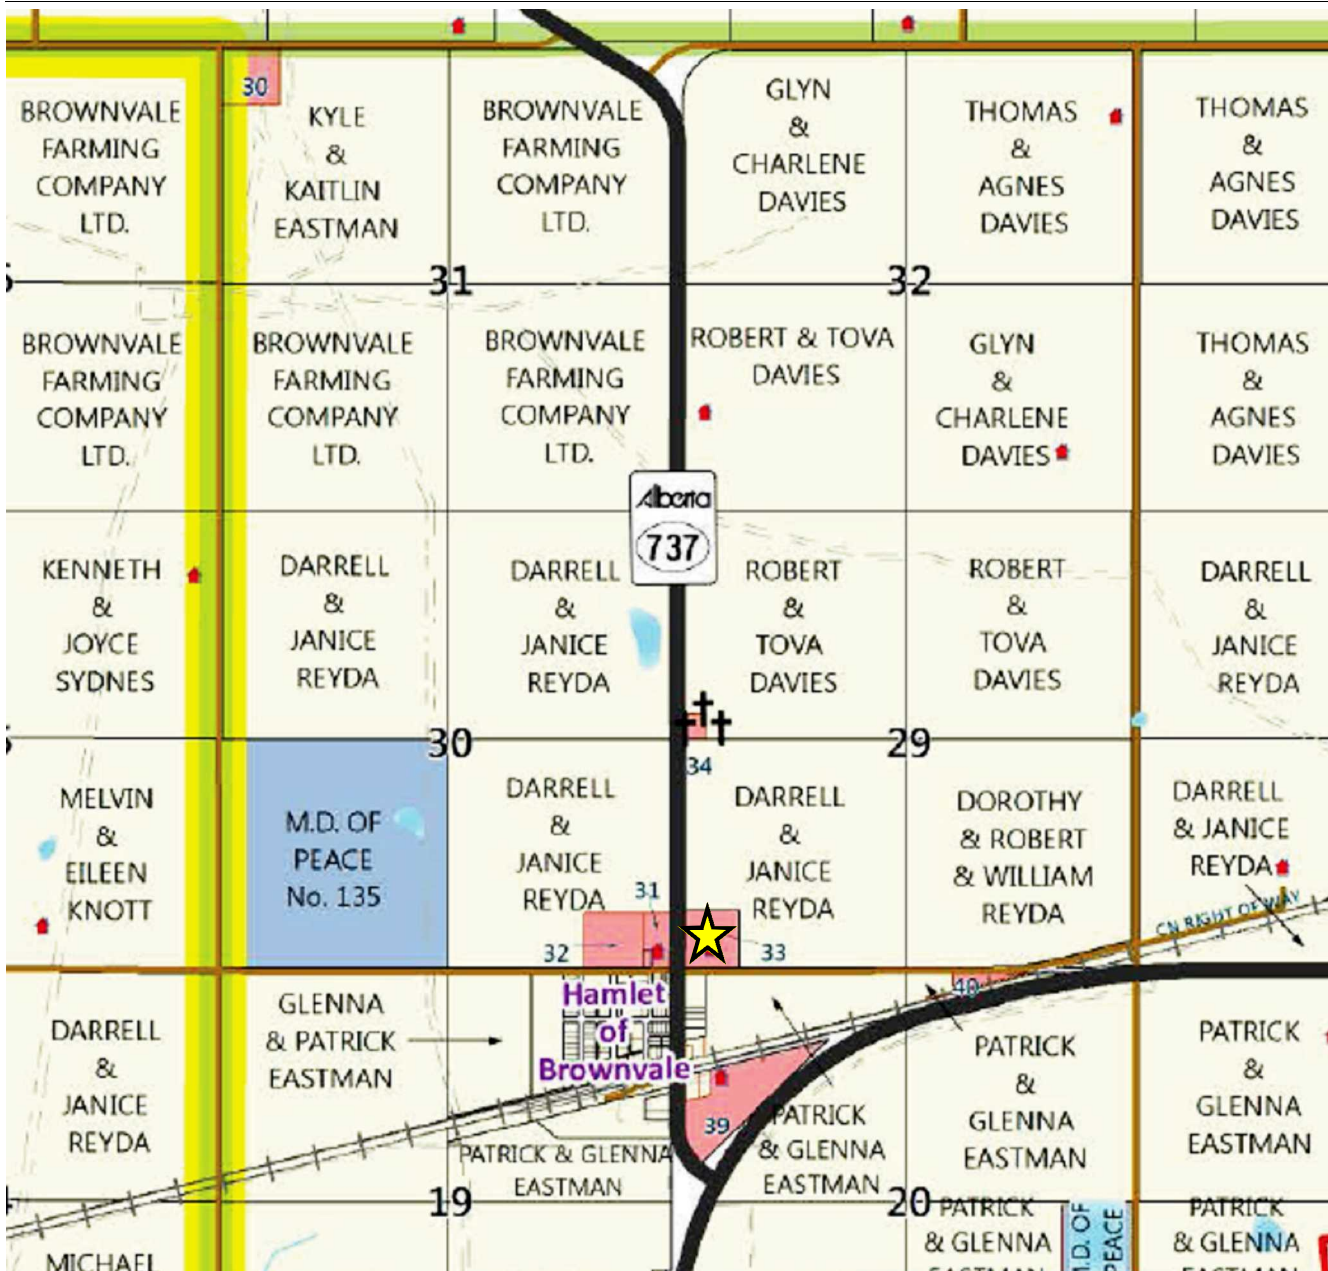 30
BROWNVALE
FARMING
COMPANY
LTD.
KYLE
&
KAITLIN
EASTMAN
BROWNVALE
FARMING
COMPANY
LTD.
GLYN
&
CHARLENE
DAVIES
THOMAS
&
AGNES
DAVIES
THOMAS
&
AGNES
DAVIES
31
32
BROWNVALE
FARMING
COMPANY
LTD.
BROWNVALE
FARMING
COMPANY
LTD.
BROWNVALE
FARMING
COMPANY
LTD.
ROBERT & TOVA
DAVIES
GLYN
&
CHARLENE
DAVIES
THOMAS
&
AGNES
DAVIES
Alberta
737
KENNETH
&
JOYCE
SYDNES
DARRELL
&
JANICE
REYDA
DARRELL
&
JANICE
REYDA
ROBERT
&
TOVA
DAVIES
ROBERT
&
TOVA
DAVIES
DARRELL
&
JANICE
REYDA
30
29
34
MELVIN
&
EILEEN
KNOTT
M.D. OF
PEACE
No. 135
DARRELL
&
JANICE
REYDA
DARRELL
&
JANICE
REYDA
DOROTHY
& ROBERT
& WILLIAM
REYDA
DARRELL
& JANICE
REYDA
31
32
33
CN RIGHT OF WAY
40
DARRELL
&
JANICE
REYDA
GLENNA
& PATRICK
EASTMAN
Hamlet
of
Brownvale
39
PATRICK
& GLENNA
EASTMAN
PATRICK
&
GLENNA
EASTMAN
PATRICK
&
GLENNA
EASTMAN
PATRICK & GLENNA
EASTMAN
19
20
MICHAEL
PATRICK
& GLENNA
EASTMAN
M.D. OF
PEACE
PATRICK
& GLENNA
EASTMAN